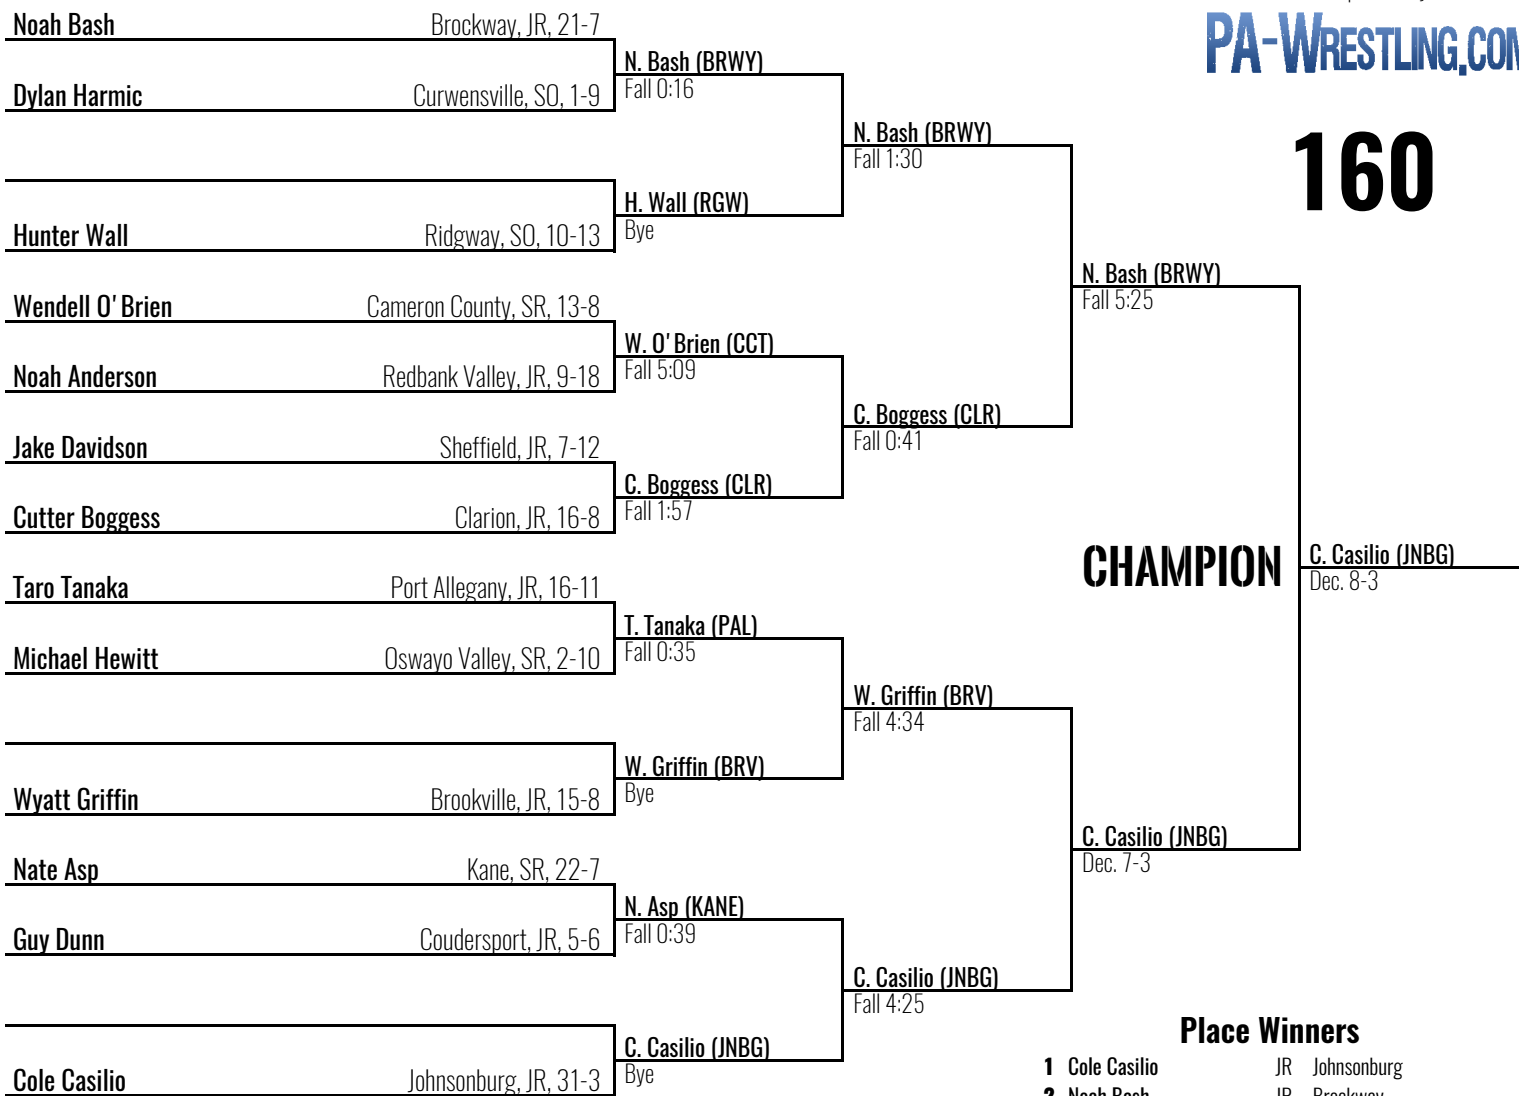 PA-WRESTLING.COM
160
Noah Bash Brockway, JR, 21-7
Dylan Harmic Curwensville, SO, 1-9
Hunter Wall Ridgway, SO, 10-13
Wendell O'Brien Cameron County, SR, 13-8
Noah Anderson Redbank Valley, JR, 9-18
Jake Davidson Sheffield, JR, 7-12
Cutter Boggess Clarion, JR, 16-8
Taro Tanaka Port Allegany, JR, 16-11
Michael Hewitt Oswayo Valley, SR, 2-10
Wyatt Griffin Brookville, JR, 15-8
Nate Asp Kane, SR, 22-7
Guy Dunn Coudersport, JR, 5-6
Cole Casilio Johnsonburg, JR, 31-3
N. Bash (BRWY)
Fall 0:16
H. Wall (RGW)
Bye
W. O'Brien (CCT)
Fall 5:09
C. Boggess (CLR)
Fall 1:57
T. Tanaka (PAL)
Fall 0:35
W. Griffin (BRV)
Bye
N. Asp (KANE)
Fall 0:39
C. Casilio (JNBG)
Bye
N. Bash (BRWY)
Fall 1:30
C. Boggess (CLR)
Fall 0:41
W. Griffin (BRV)
Fall 4:34
C. Casilio (JNBG)
Fall 4:25
N. Bash (BRWY)
Fall 5:25
C. Casilio (JNBG)
Dec. 7-3
CHAMPION
C. Casilio (JNBG)
Dec. 8-3
Place Winners
1 Cole Casilio JR Johnsonburg
2 Noah Bash JR Brockway